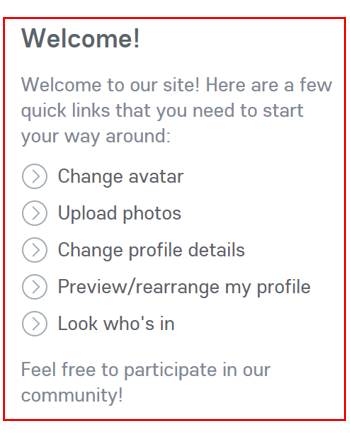 Welcome!
Welcome to our site! Here are a few
quick links that you need to start
your way around:
Change avatar
Upload photos
Change profile details
Preview/rearrange my profile
Look who's in
Feel free to participate in our
community!